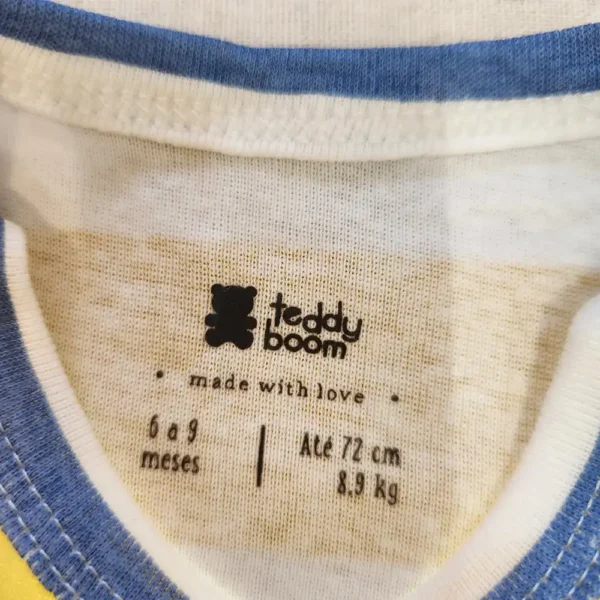 teddy
boom
• made with love •
6 a 9
meses
Até 72 cm
8,9 kg